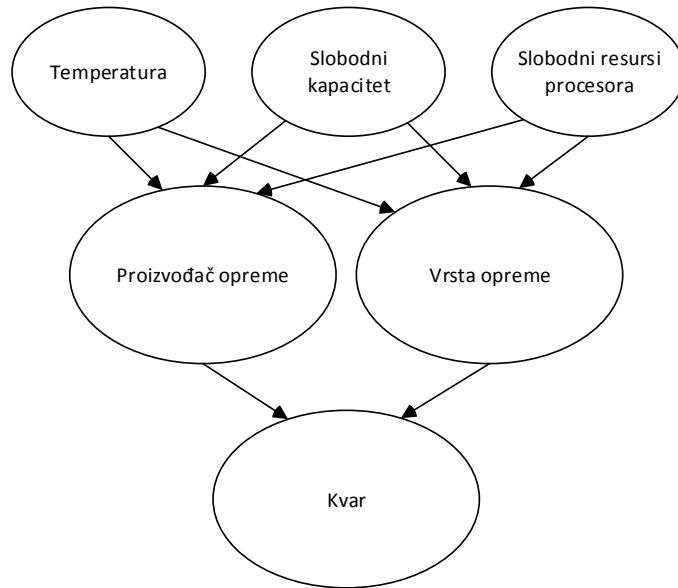 Temperatura
Slobodni
kapacitet
Slobodni resursi
procesora
Proizvođač opreme
Vrsta opreme
Kvar